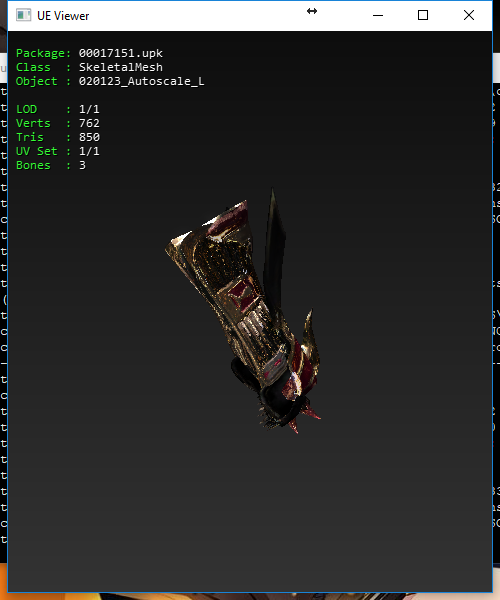 UE Viewer
Package: 00017151.upk
Class : SkeletalMesh
Object : 020123_Autoscale_L
LOD : 1/1
Verts : 762
Tris : 850
UV Set : 1/1
Bones : 3